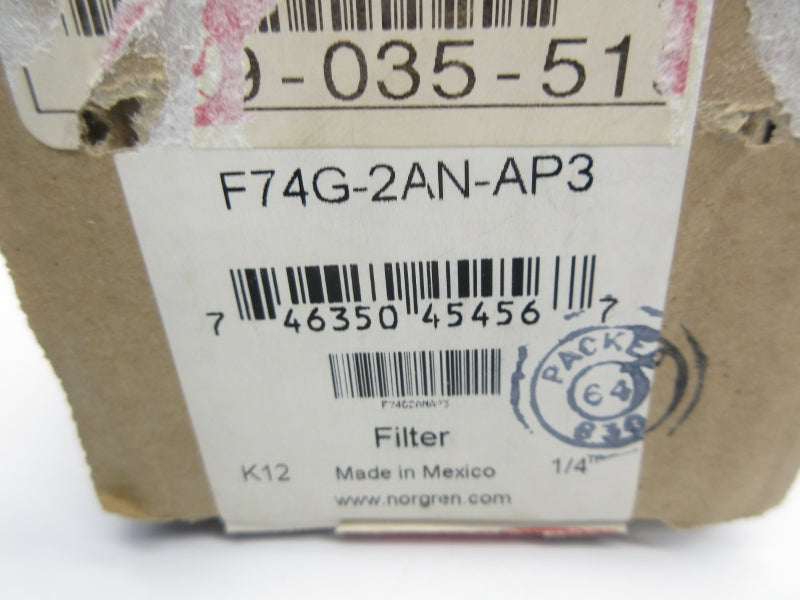 9-035-51
F74G-2AN-AP3
7 46350 45456 7
F74G2ANAP3
PACKED
64
830
Filter
K12 Made in Mexico 1/4"
www.norgren.com